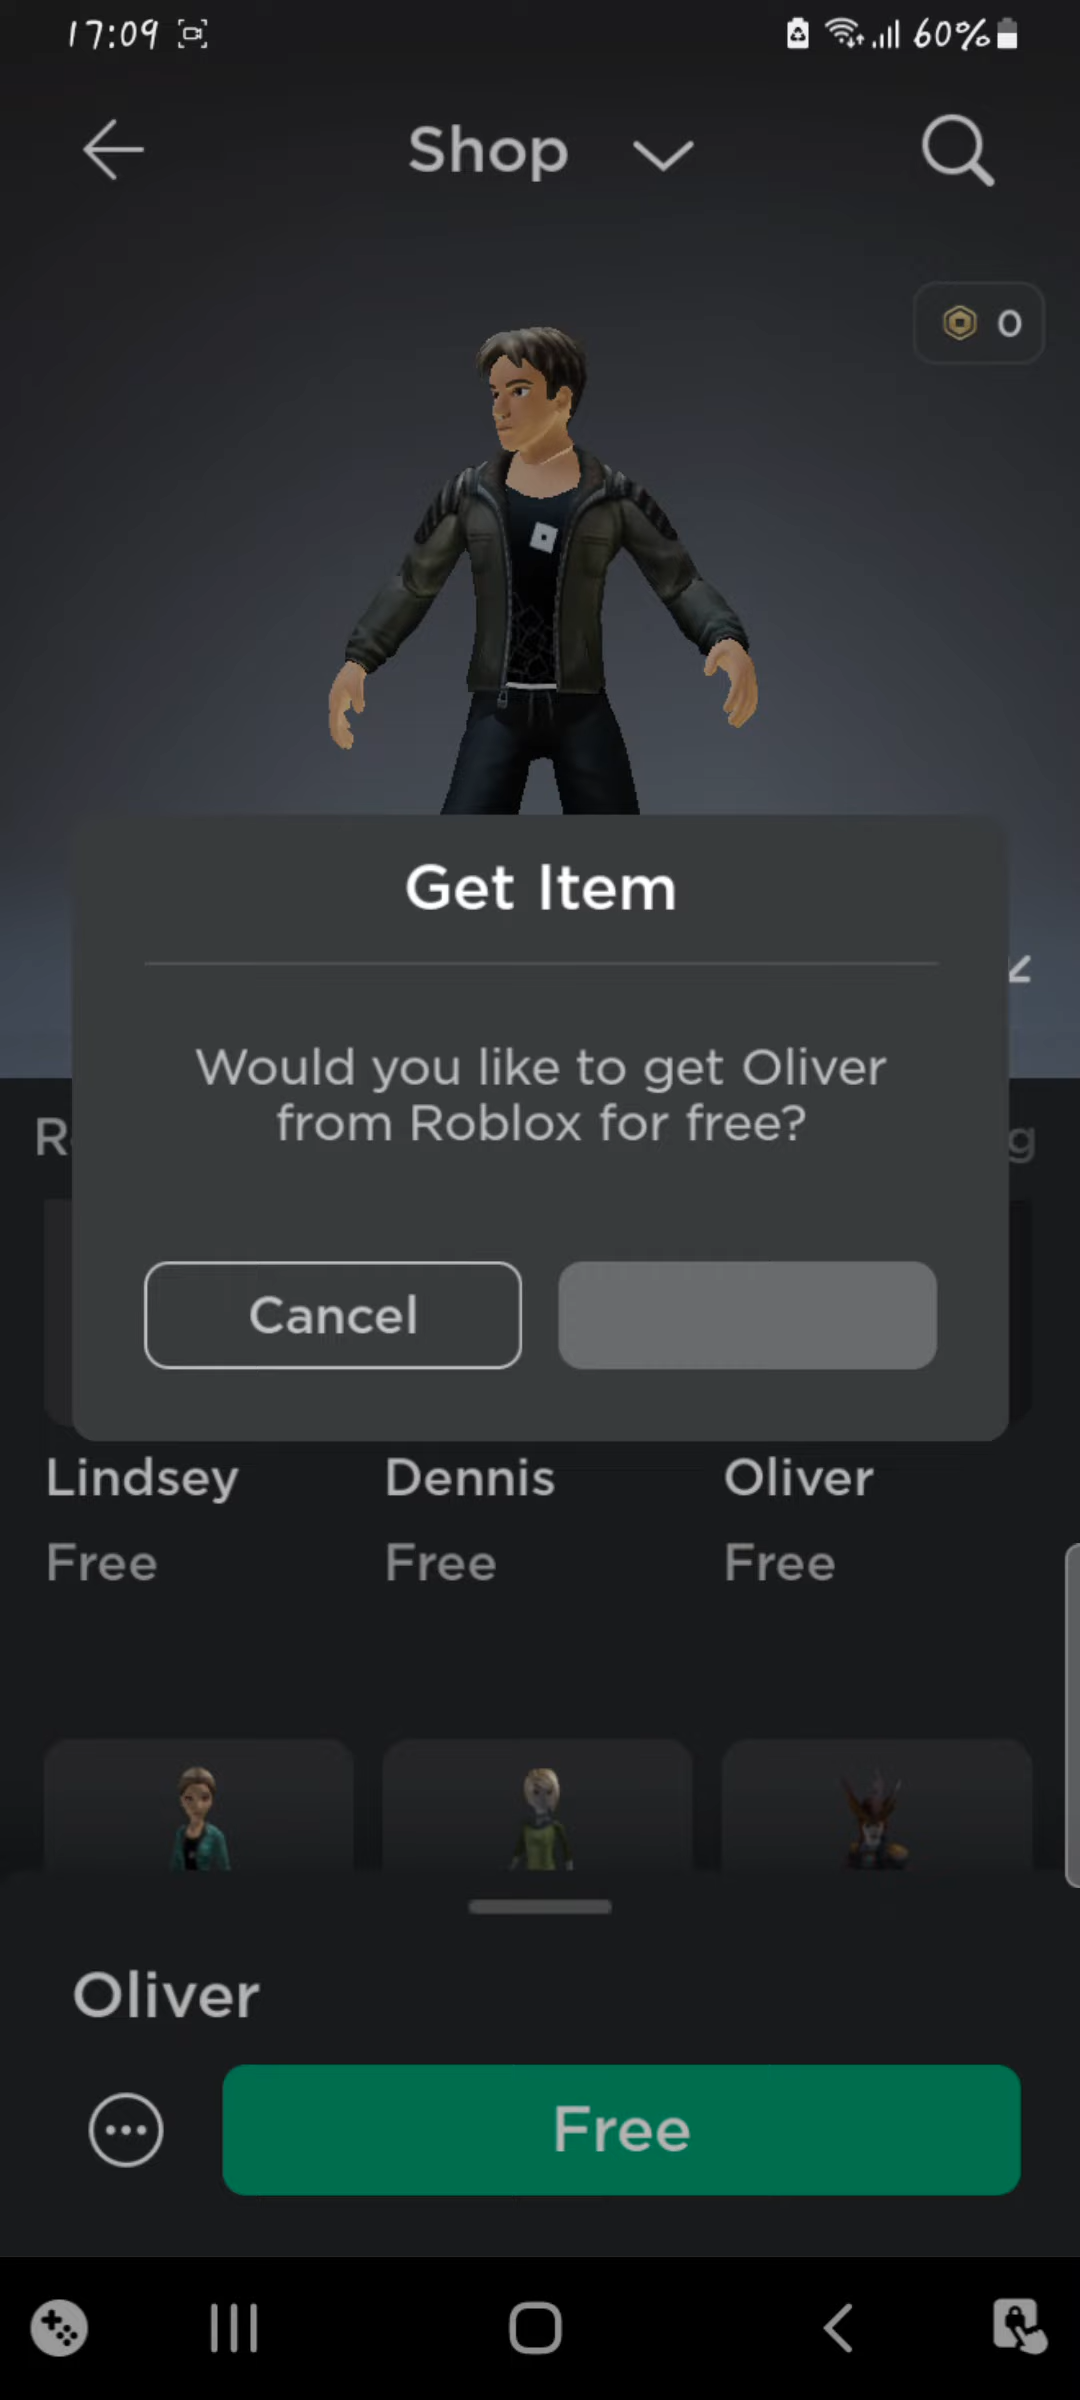 17:09
60%
Shop
0
Get Item
Would you like to get Oliver
from Roblox for free?
Cancel
Lindsey
Dennis
Oliver
Free
Free
Free
Oliver
Free